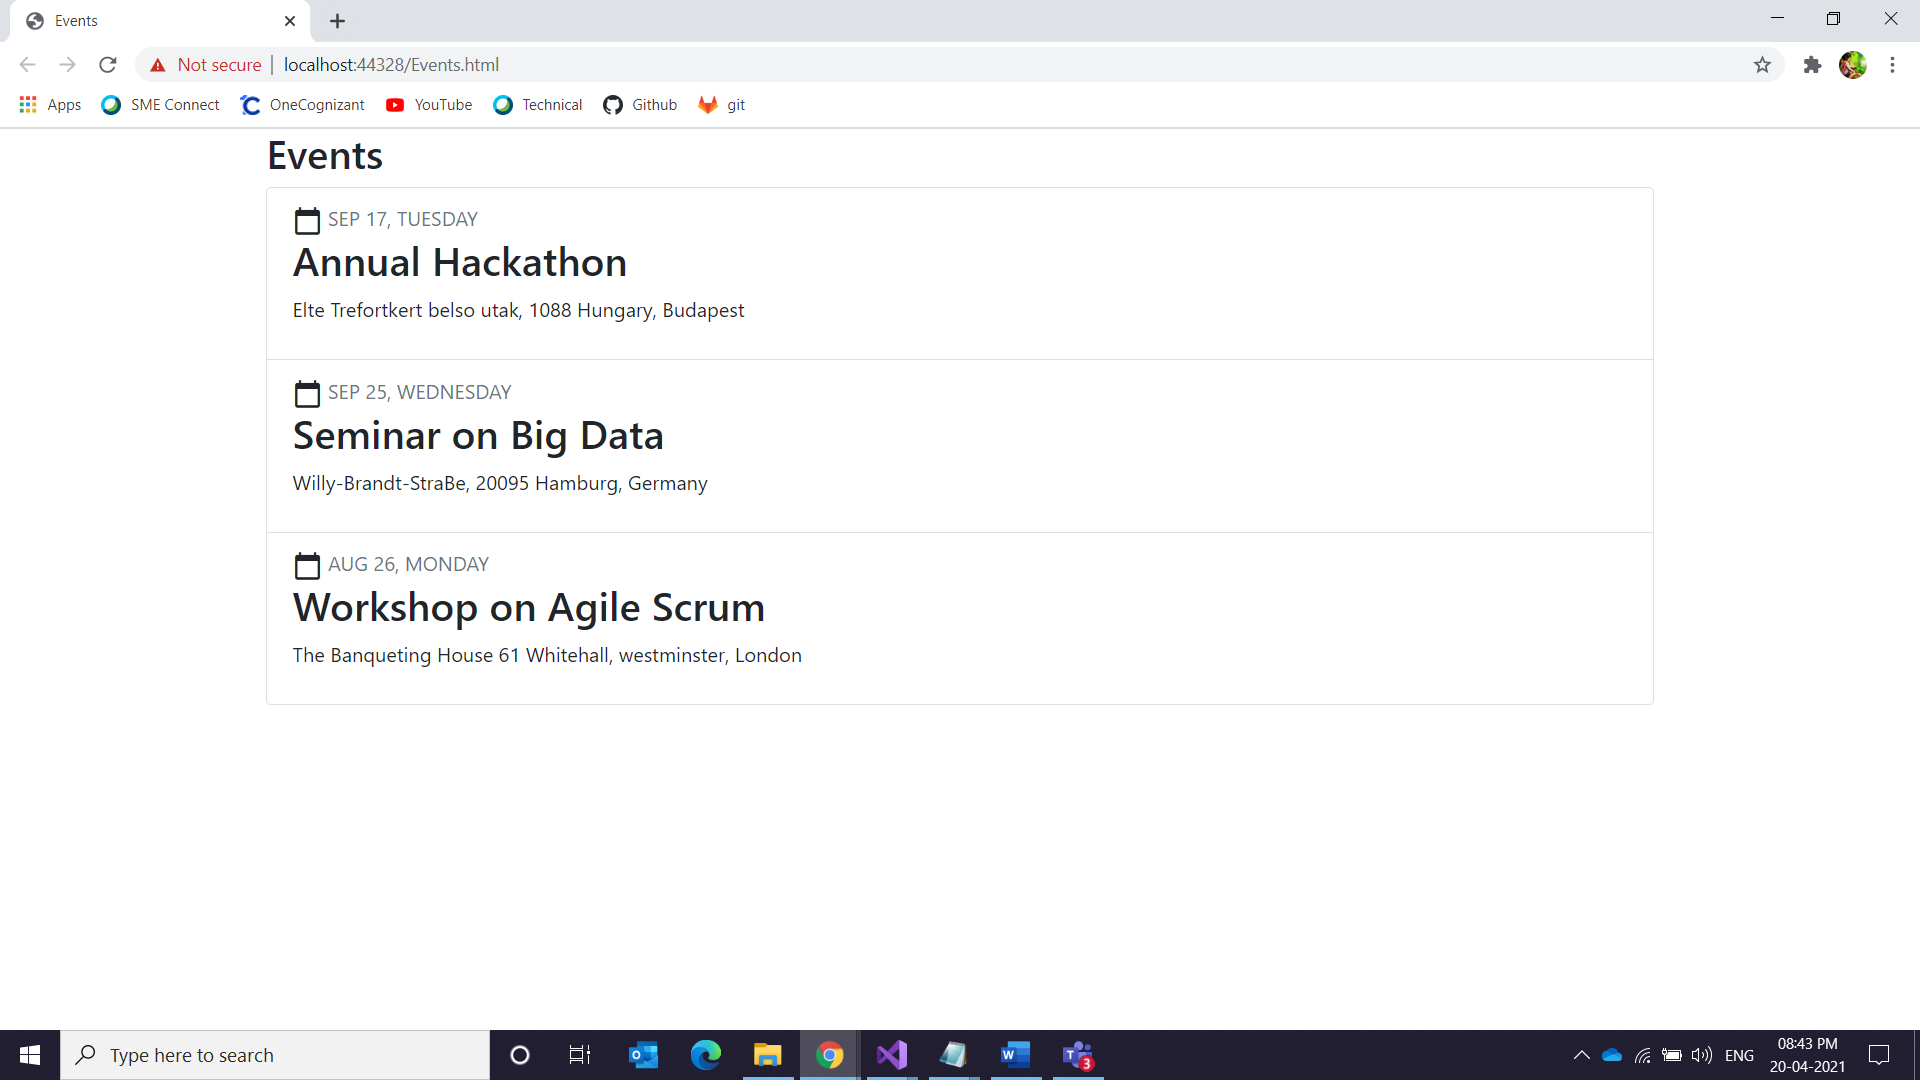 Events
Not secure | localhost:44328/Events.html
Apps SME Connect OneCognizant YouTube Technical Github git
Events
SEP 17, TUESDAY
Annual Hackathon
Elte Trefortkert belso utak, 1088 Hungary, Budapest
SEP 25, WEDNESDAY
Seminar on Big Data
Willy-Brandt-StraBe, 20095 Hamburg, Germany
AUG 26, MONDAY
Workshop on Agile Scrum
The Banqueting House 61 Whitehall, westminster, London
Type here to search
3
ENG
08:43 PM
20-04-2021